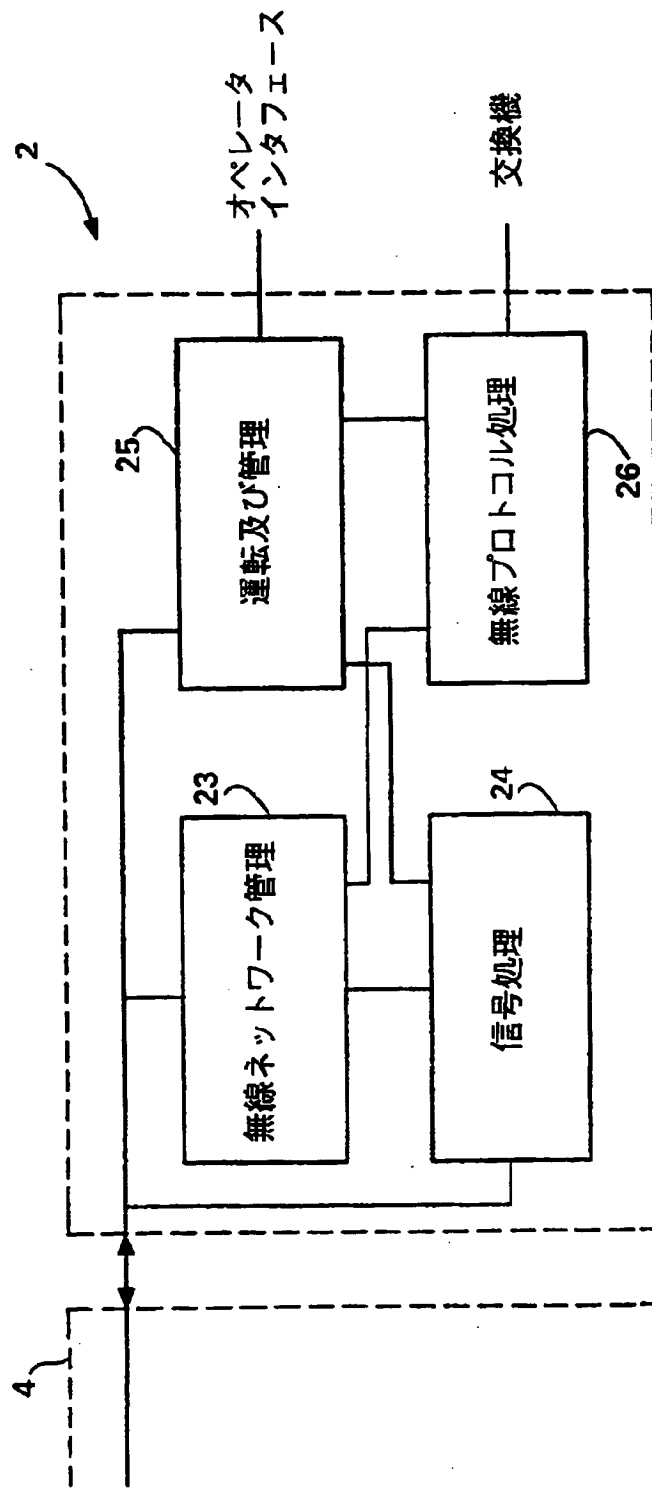 2
オペレータ
インタフェース
交換機
25
運転及び管理
無線プロトコル処理
26
23
無線ネットワーク管理
24
信号処理
4